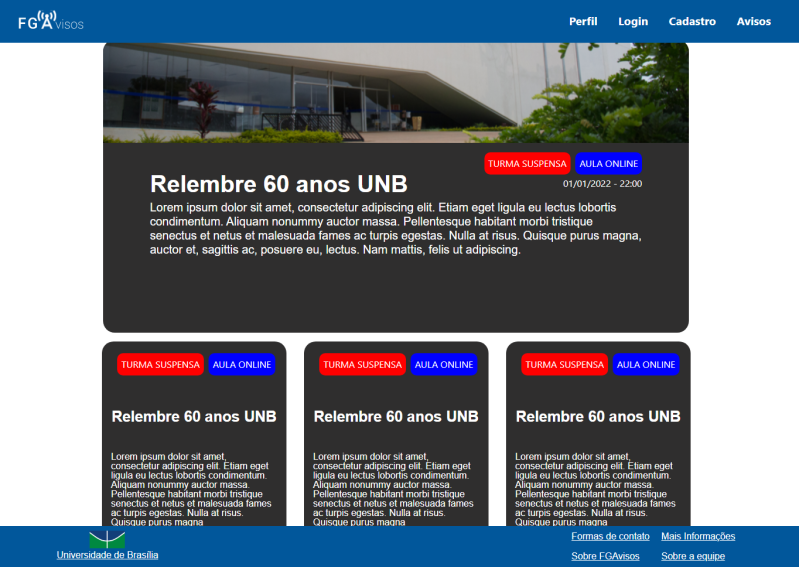 FGAvisos
Perfil Login Cadastro Avisos
TURMA SUSPENSA AULA ONLINE
01/01/2022 - 22:00
Relembre 60 anos UNB
Lorem ipsum dolor sit amet, consectetur adipiscing elit. Etiam eget ligula eu lectus lobortis
condimentum. Aliquam nonummy auctor massa. Pellentesque habitant morbi tristique
senectus et netus et malesuada fames ac turpis egestas. Nulla at risus. Quisque purus magna,
auctor et, sagittis ac, posuere eu, lectus. Nam mattis, felis ut adipiscing.
TURMA SUSPENSA AULA ONLINE
Relembre 60 anos UNB
Lorem ipsum dolor sit amet,
consectetur adipiscing elit. Etiam eget
ligula eu lectus lobortis condimentum.
Aliquam nonummy auctor massa.
Pellentesque habitant morbi tristique
senectus et netus et malesuada fames
ac turpis egestas. Nulla at risus.
Quisque purus magna
TURMA SUSPENSA AULA ONLINE
Relembre 60 anos UNB
Lorem ipsum dolor sit amet,
consectetur adipiscing elit. Etiam eget
ligula eu lectus lobortis condimentum.
Aliquam nonummy auctor massa.
Pellentesque habitant morbi tristique
senectus et netus et malesuada fames
ac turpis egestas. Nulla at risus.
Quisque purus magna
TURMA SUSPENSA AULA ONLINE
Relembre 60 anos UNB
Lorem ipsum dolor sit amet,
consectetur adipiscing elit. Etiam eget
ligula eu lectus lobortis condimentum.
Aliquam nonummy auctor massa.
Pellentesque habitant morbi tristique
senectus et netus et malesuada fames
ac turpis egestas. Nulla at risus.
Quisque purus magna
Universidade de Brasília
Formas de contato Mais Informações
Sobre FGAvisos Sobre a equipe